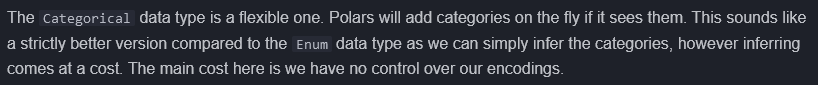 The Categorical data type is a flexible one. Polars will add categories on the fly if it sees them. This sounds like
a strictly better version compared to the Enum data type as we can simply infer the categories, however inferring
comes at a cost. The main cost here is we have no control over our encodings.